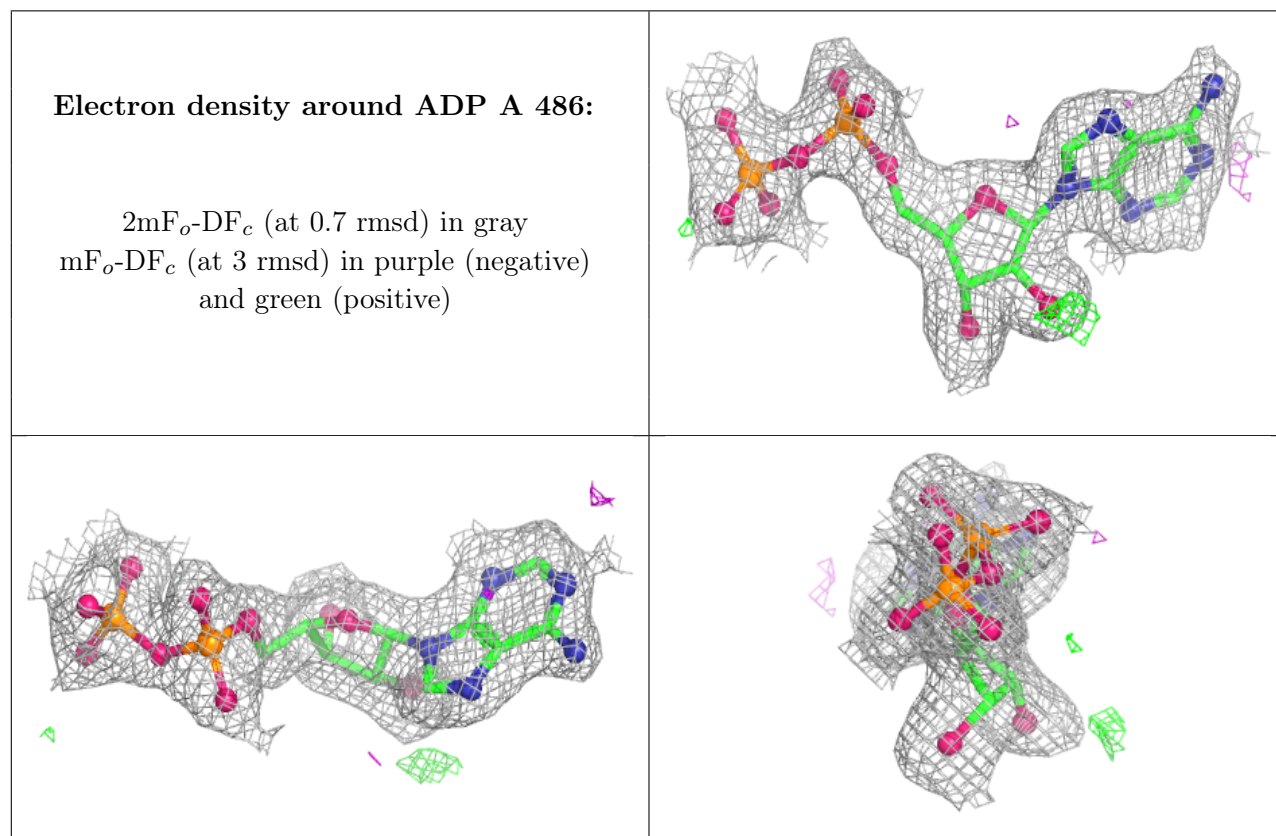 Electron density around ADP A 486:
2mFo-DFc (at 0.7 rmsd) in gray
mFo-DFc (at 3 rmsd) in purple (negative)
and green (positive)